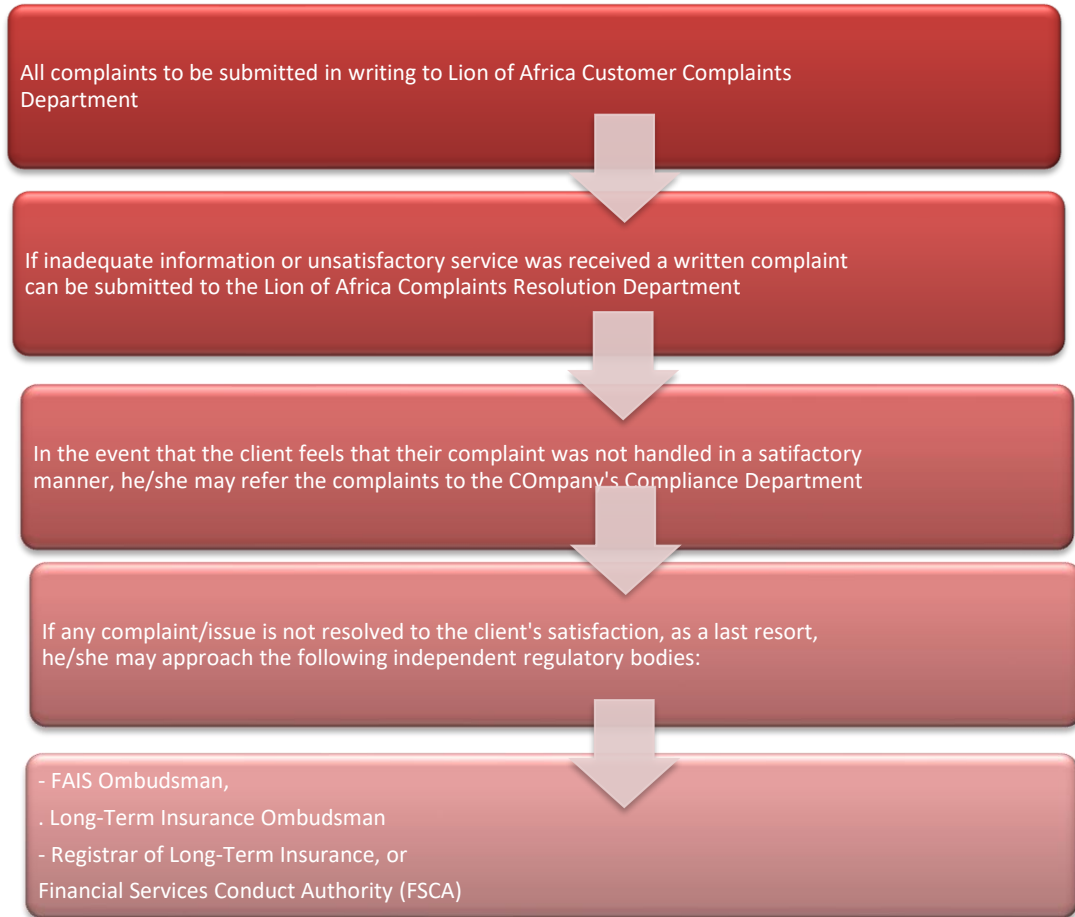 All complaints to be submitted in writing to Lion of Africa Customer Complaints
Department
If inadequate information or unsatisfactory service was received a written complaint
can be submitted to the Lion of Africa Complaints Resolution Department
In the event that the client feels that their complaint was not handled in a satifactory
manner, he/she may refer the complaints to the COmpany's Compliance Department
If any complaint/issue is not resolved to the client's satisfaction, as a last resort,
he/she may approach the following independent regulatory bodies:
- FAIS Ombudsman,
. Long-Term Insurance Ombudsman
- Registrar of Long-Term Insurance, or
Financial Services Conduct Authority (FSCA)